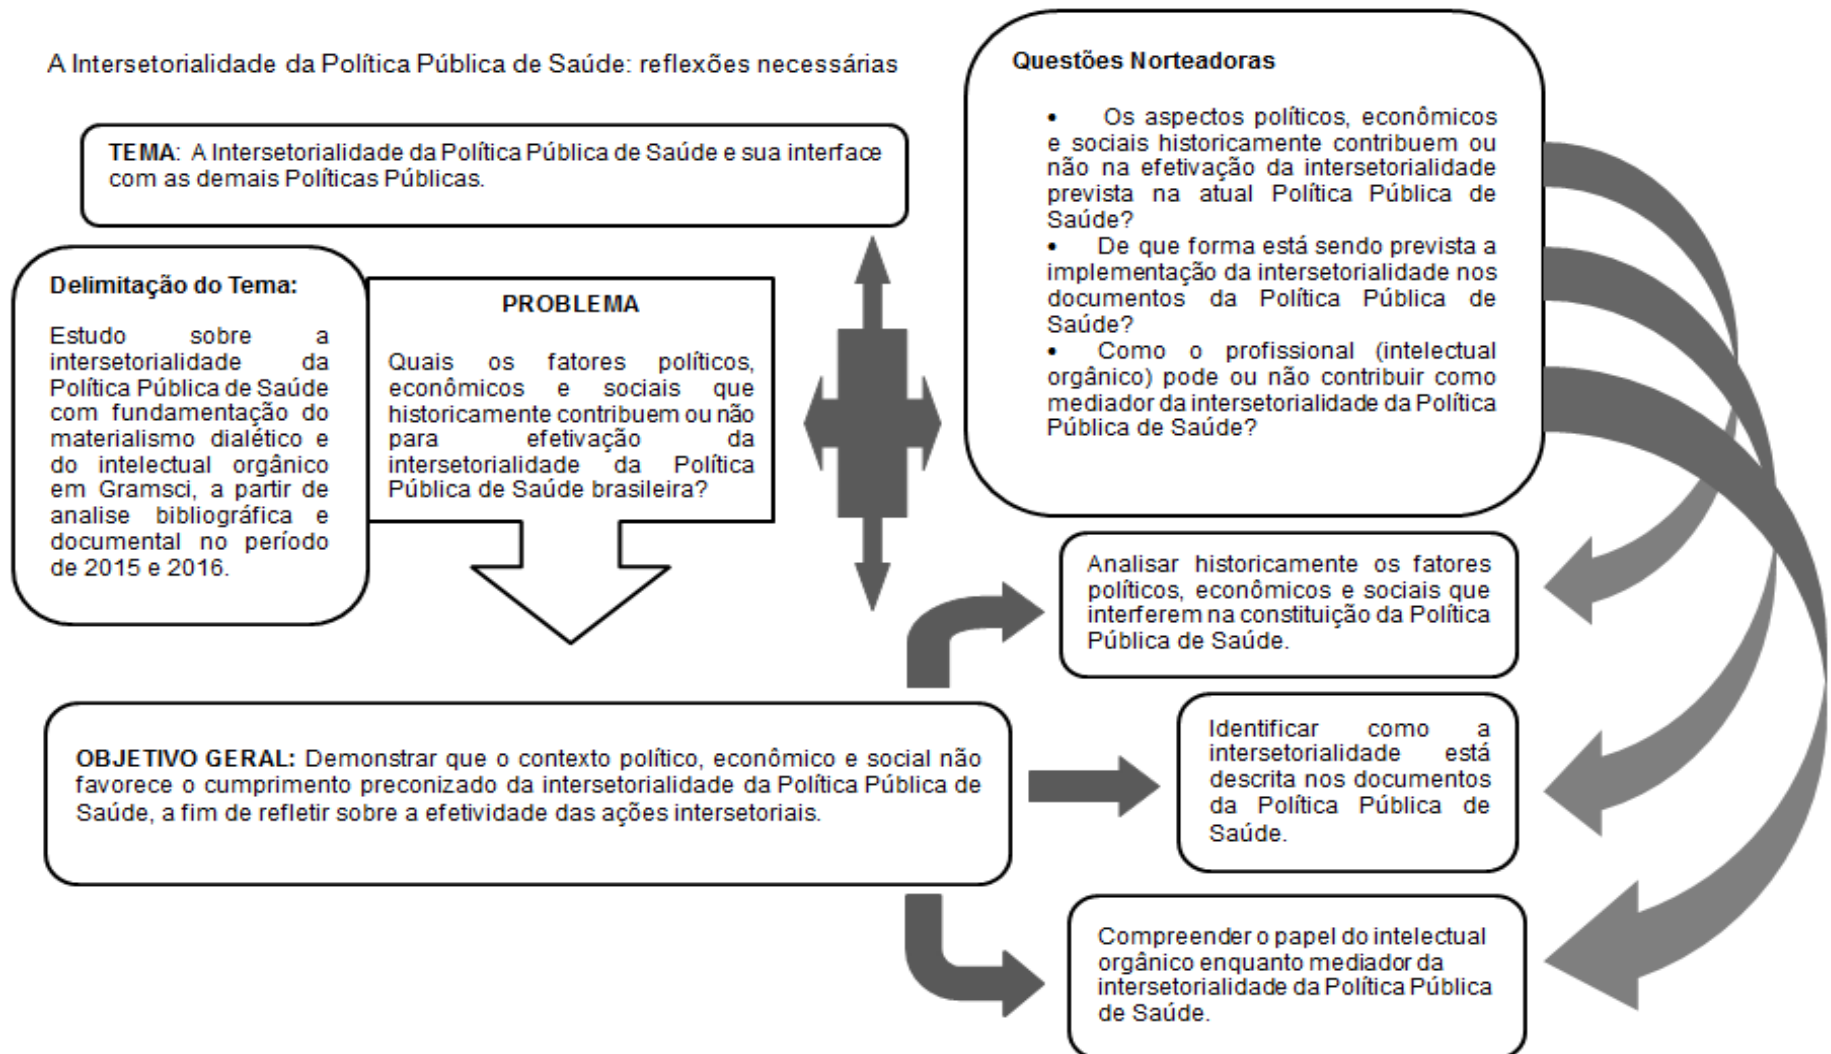 A Intersetorialidade da Política Pública de Saúde: reflexões necessárias
TEMA: A Intersetorialidade da Política Pública de Saúde e sua interface
com as demais Políticas Públicas.
Delimitação do Tema:
Estudo sobre a
intersetorialidade da
Política Pública de Saúde
com fundamentação do
materialismo dialético e
do intelectual orgânico
em Gramsci, a partir de
analise bibliográfica e
documental no período
de 2015 e 2016.
PROBLEMA
Quais os fatores políticos,
econômicos e sociais que
historicamente contribuem ou não
para efetivação da
intersetorialidade da Política
Pública de Saúde brasileira?
Questões Norteadoras
• Os aspectos políticos, econômicos
e sociais historicamente contribuem ou
não na efetivação da intersetorialidade
prevista na atual Política Pública de
Saúde?
• De que forma está sendo prevista a
implementação da intersetorialidade nos
documentos da Política Pública de
Saúde?
• Como o profissional (intelectual
orgânico) pode ou não contribuir como
mediador da intersetorialidade da Política
Pública de Saúde?
OBJETIVO GERAL: Demonstrar que o contexto político, econômico e social não
favorece o cumprimento preconizado da intersetorialidade da Política Pública de
Saúde, a fim de refletir sobre a efetividade das ações intersetoriais.
Analisar historicamente os fatores
políticos, econômicos e sociais que
interferem na constituição da Política
Pública de Saúde.
Identificar como a
intersetorialidade está
descrita nos documentos
da Política Pública de
Saúde.
Compreender o papel do intelectual
orgânico enquanto mediador da
intersetorialidade da Política Pública
de Saúde.